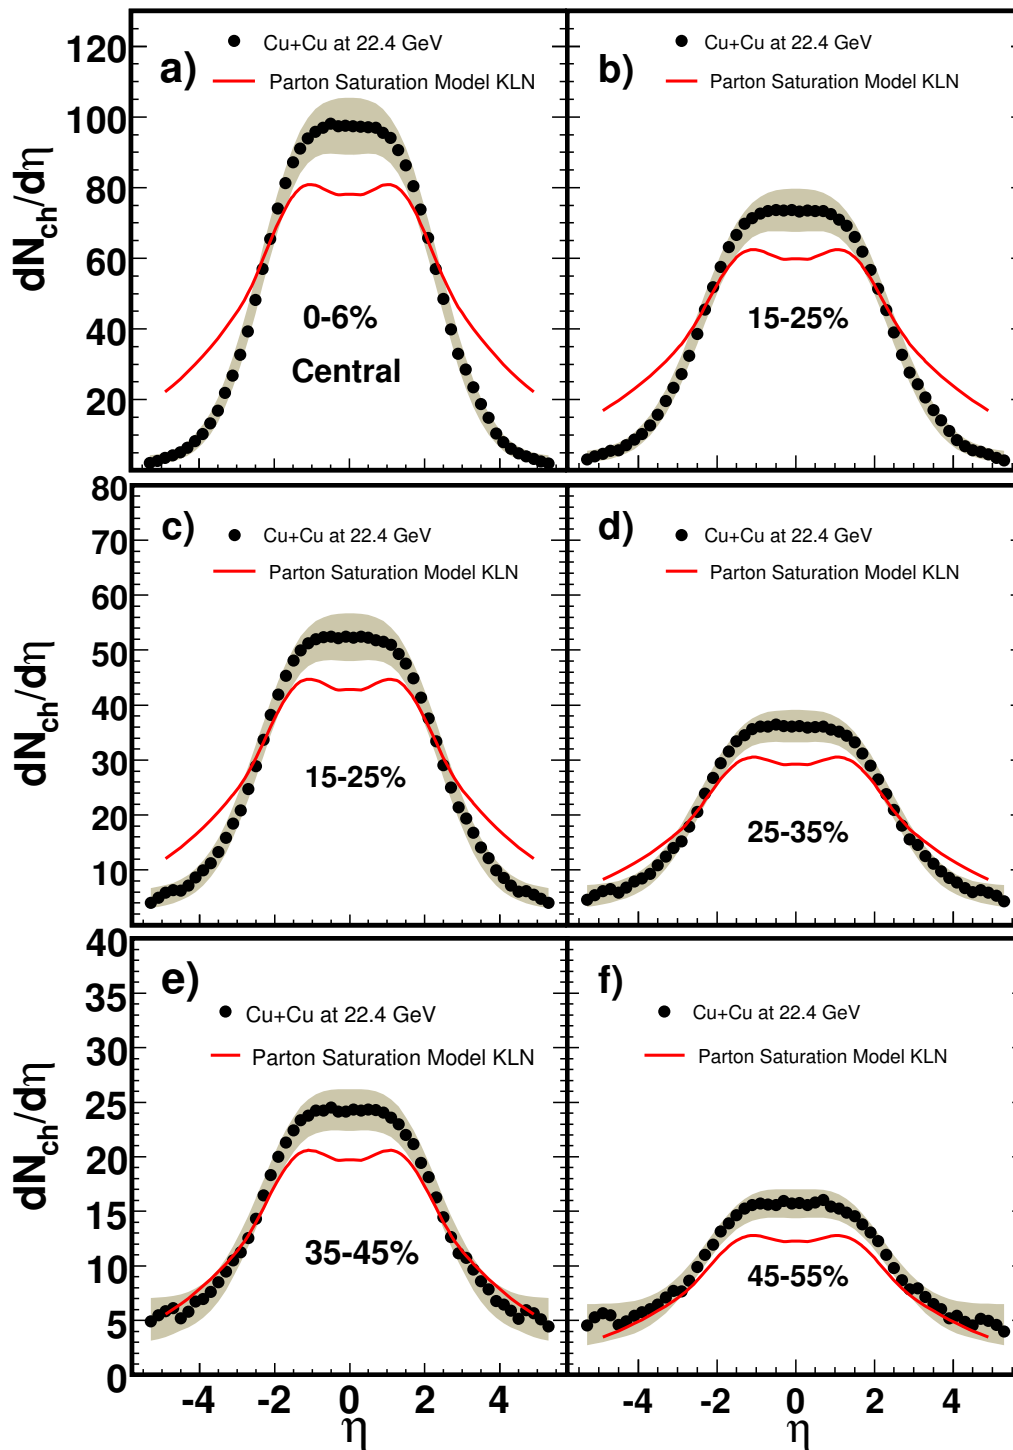 a)
Cu+Cu at 22.4 GeV
Parton Saturation Model KLN
0-6%
Central
dN_ch/dη
120
100
80
60
40
20
b)
Cu+Cu at 22.4 GeV
Parton Saturation Model KLN
15-25%
c)
Cu+Cu at 22.4 GeV
Parton Saturation Model KLN
15-25%
dN_ch/dη
80
70
60
50
40
30
20
10
d)
Cu+Cu at 22.4 GeV
Parton Saturation Model KLN
25-35%
e)
Cu+Cu at 22.4 GeV
Parton Saturation Model KLN
35-45%
dN_ch/dη
40
35
30
25
20
15
10
5
0
-4 -2 0 2 4
η
f)
Cu+Cu at 22.4 GeV
Parton Saturation Model KLN
45-55%
-4 -2 0 2 4
η